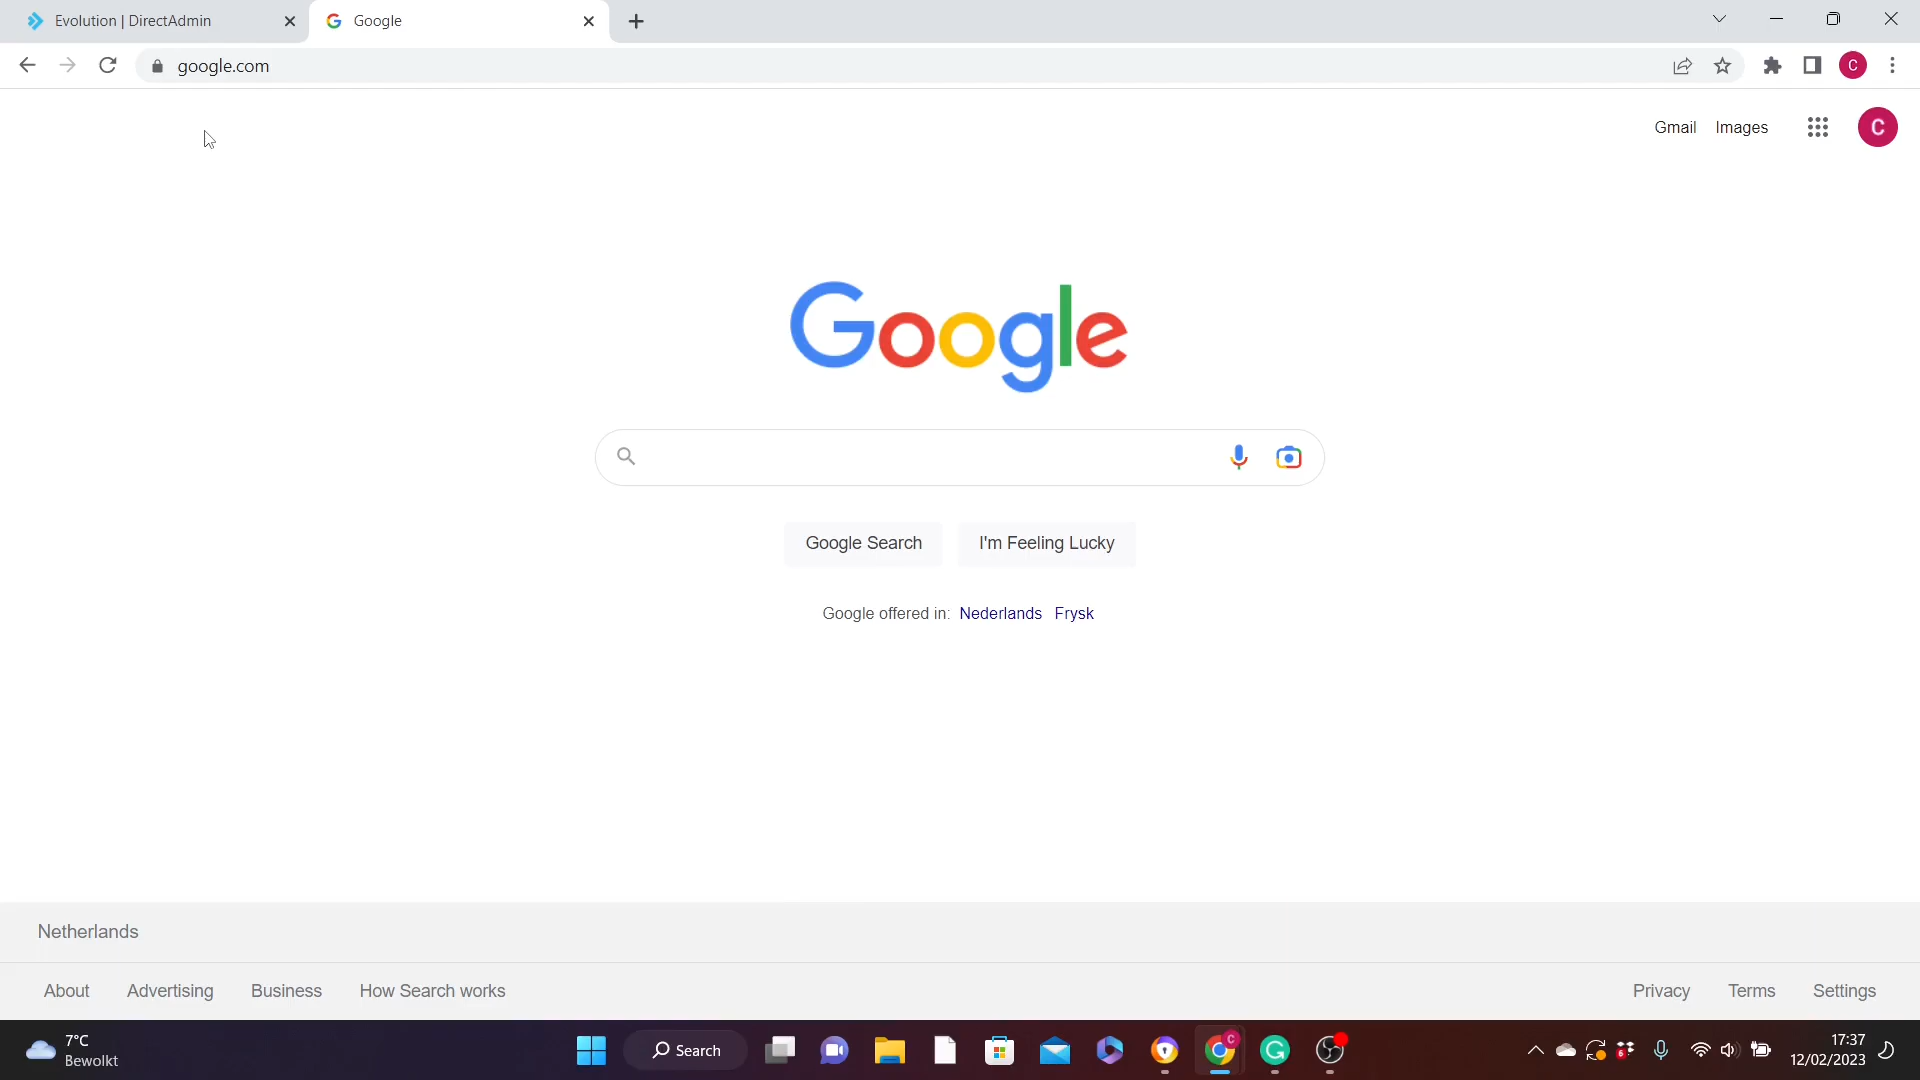 Evolution | DirectAdmin
Google
google.com
C
Gmail Images
C
Google
Google Search
I'm Feeling Lucky
Google offered in: Nederlands Frysk
Netherlands
About Advertising Business How Search works
Privacy Terms Settings
7°C
Bewolkt
Search
C
6
17:37
12/02/2023